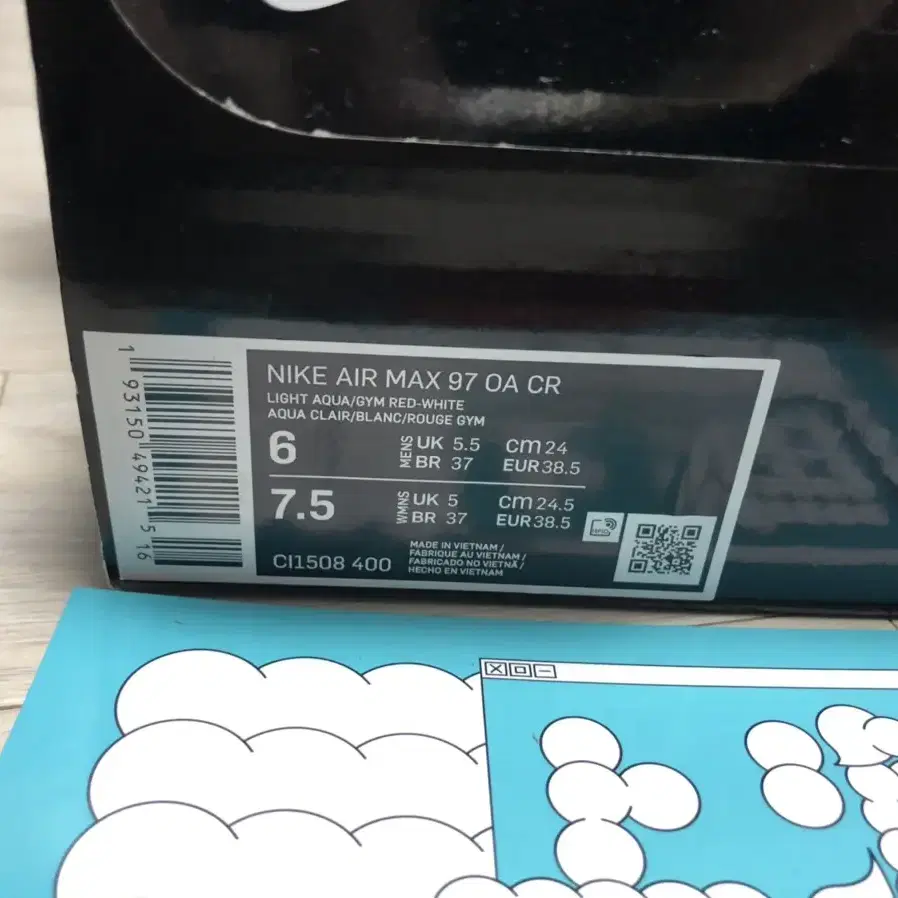 NIKE AIR MAX 97 OA CR
LIGHT AQUA/GYM RED-WHITE
AQUA CLAIR/BLANC/ROUGE GYM
6 MENS UK 5.5 cm 24
BR 37 EUR 38.5
7.5 WMNS UK 5 cm 24.5
BR 37 EUR 38.5
CI1508 400
MADE IN VIETNAM /
FABRIQUE AU VIETNAM /
FABRICADO NO VIETNÃ /
HECHO EN VIETNAM
RFID
1 93150 49421 5 16